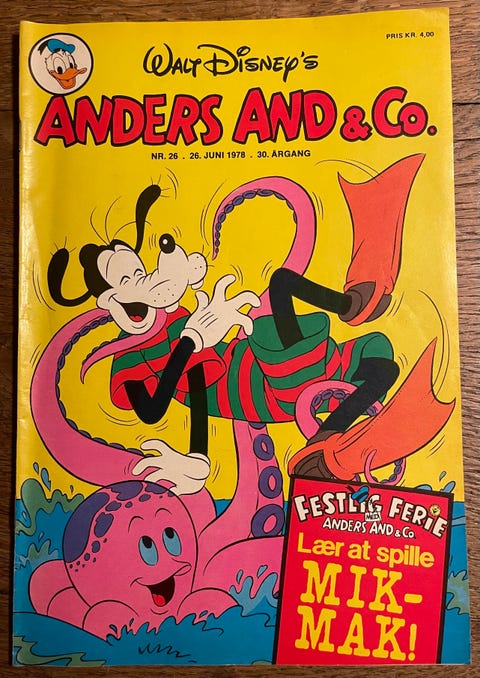 PRIS KR. 4,00
WALT DISNEY'S
ANDERS AND & Co.
NR. 26 . 26. JUNI 1978 . 30. ÅRGANG
FESTLIG FERIE
MED
ANDERS AND & Co.
Lær at spille
MIK-
MAK!